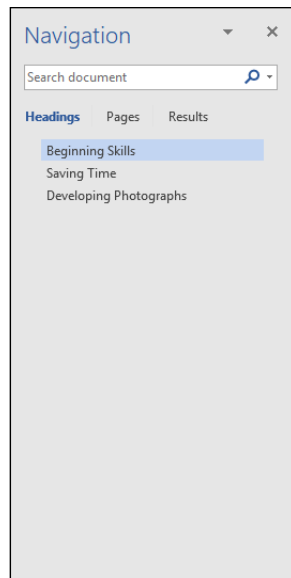 Navigation
Search document
Headings Pages Results
Beginning Skills
Saving Time
Developing Photographs